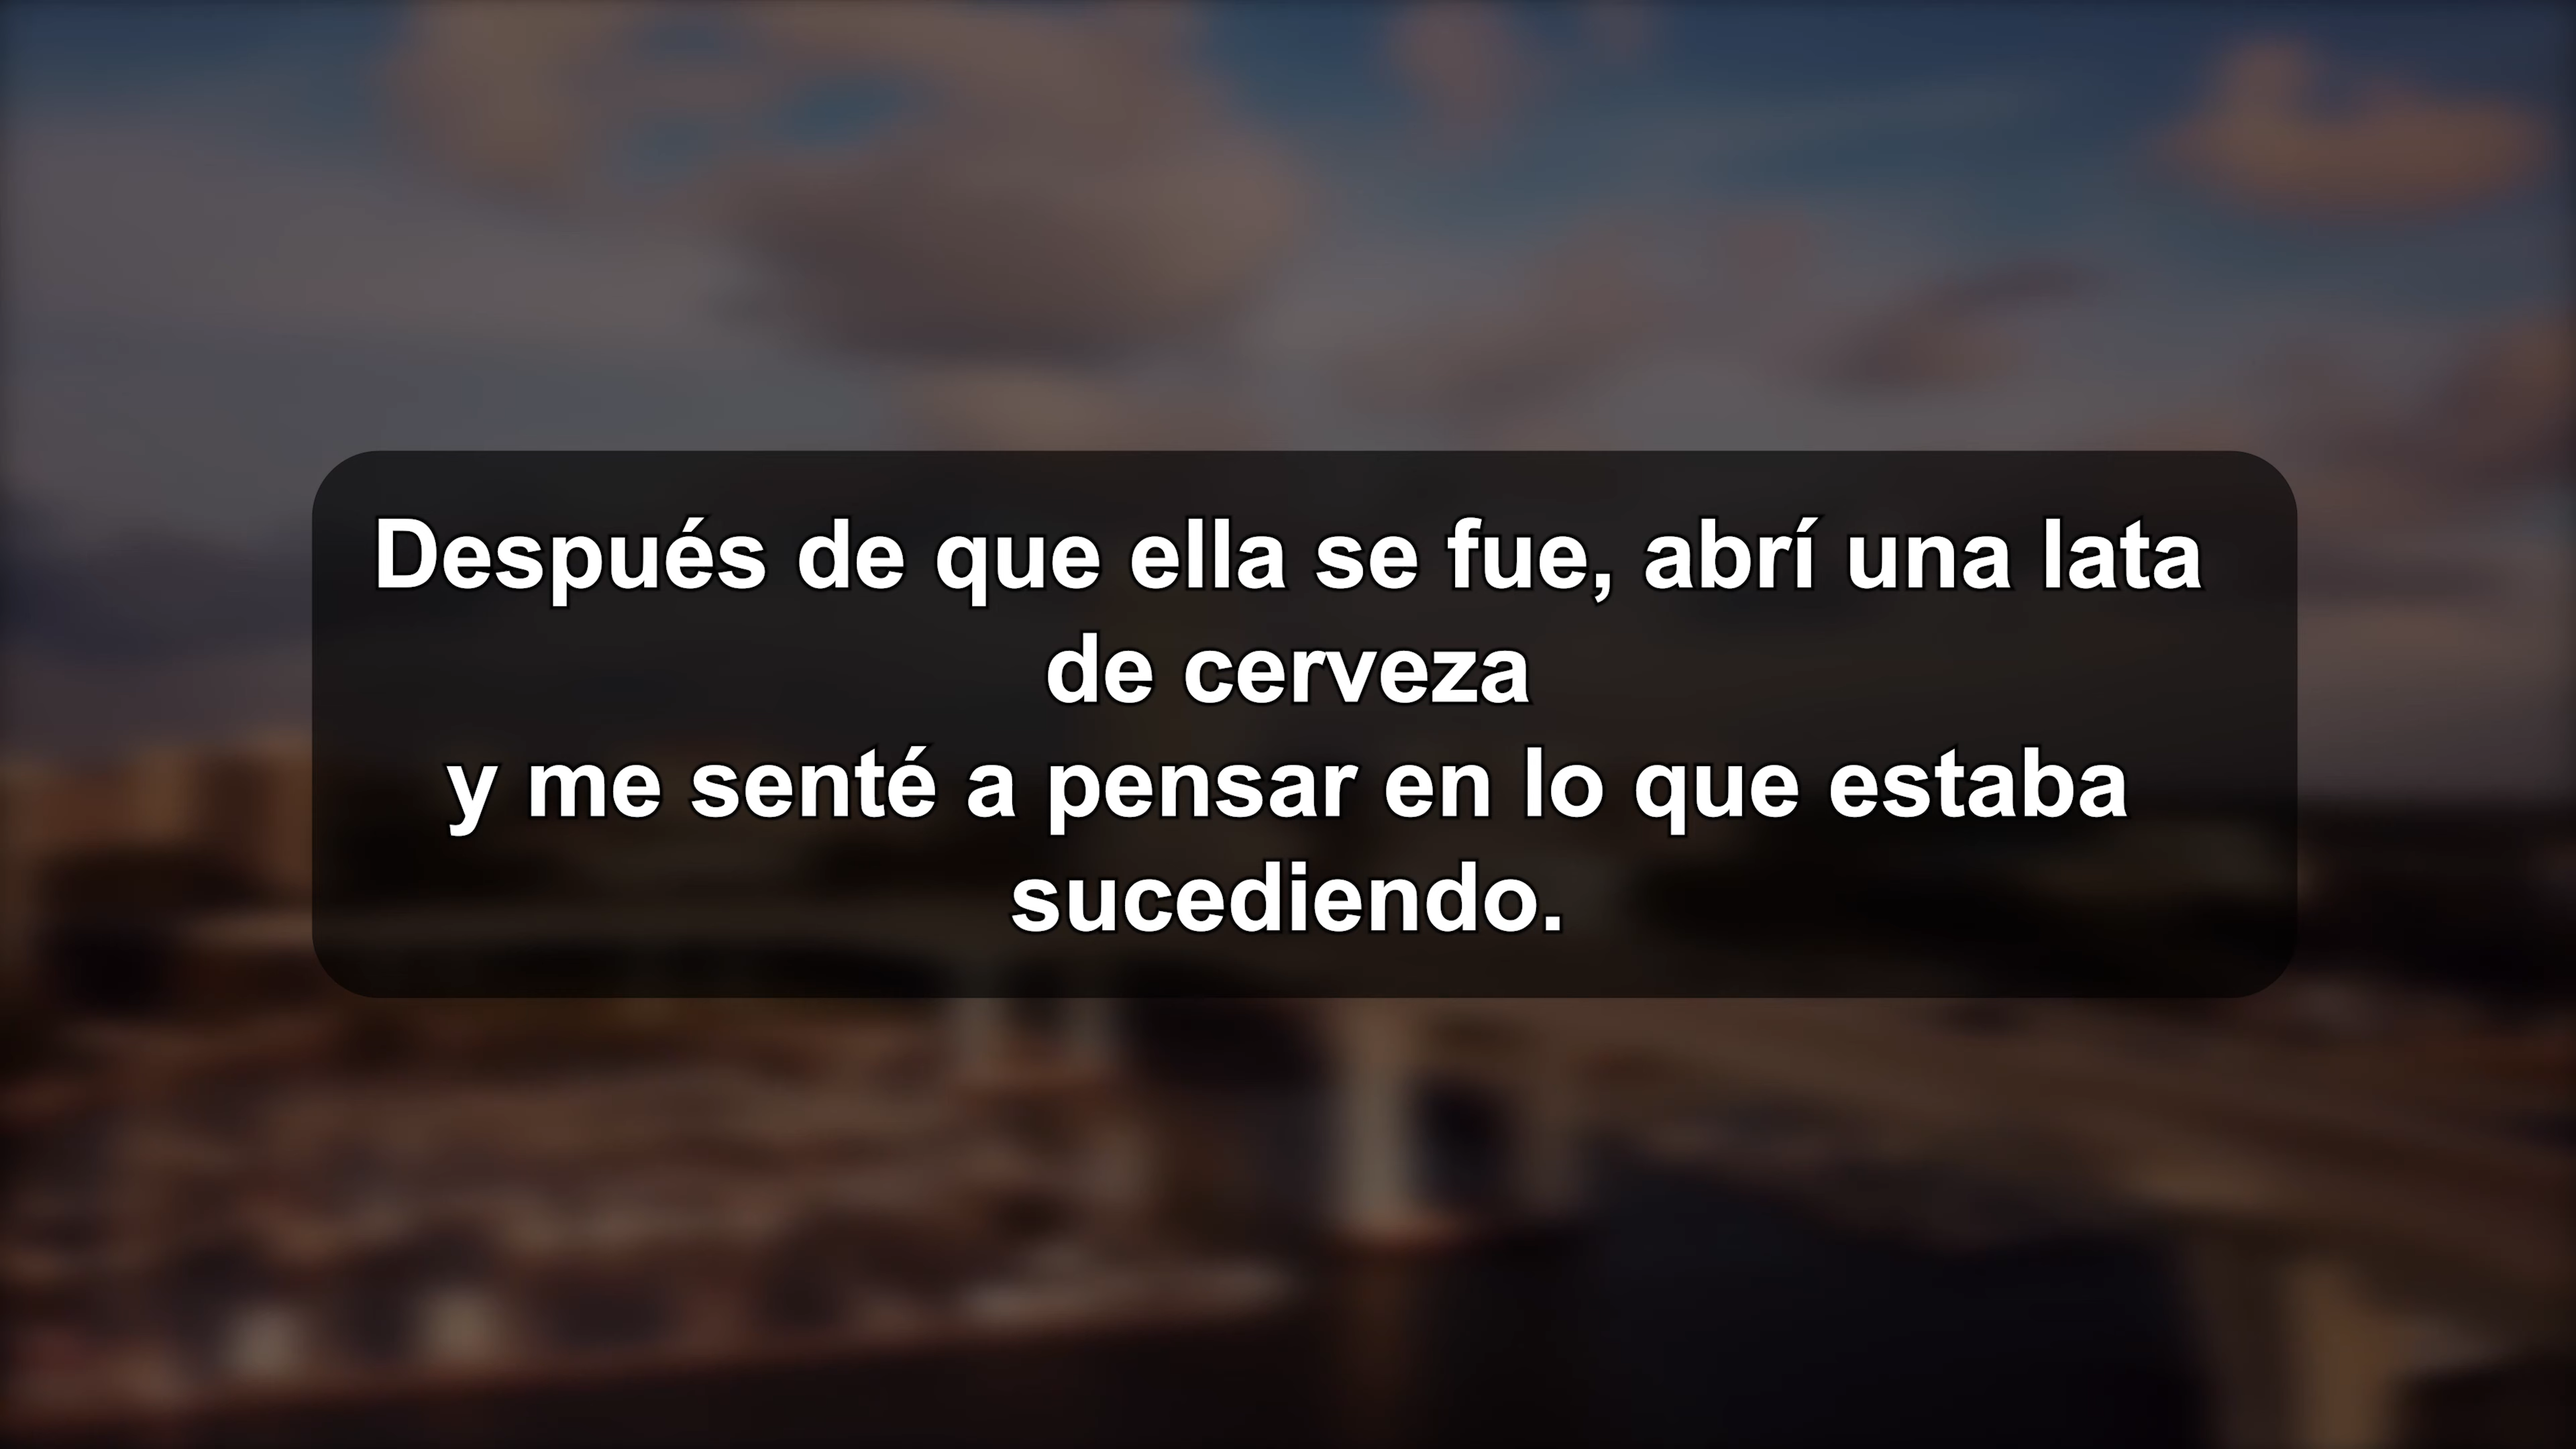 Después de que ella se fue, abrí una lata
de cerveza
y me senté a pensar en lo que estaba
sucediendo.